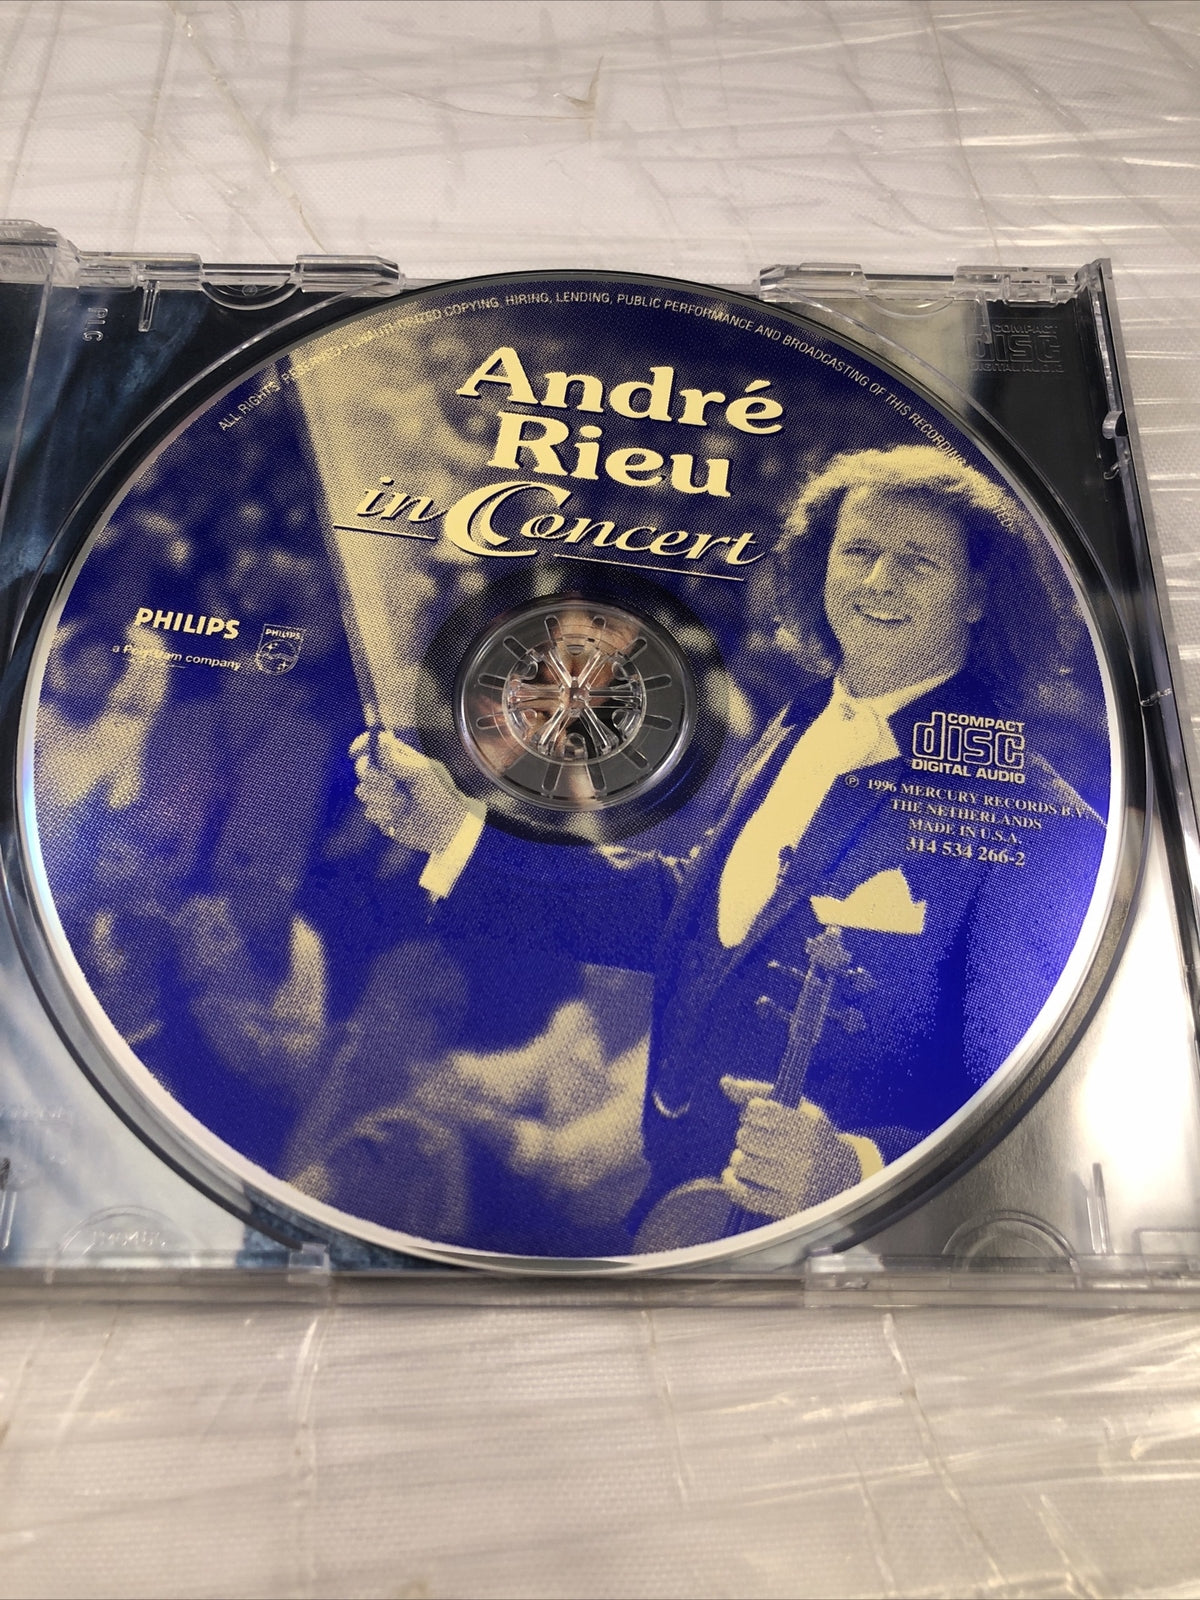 ALL RIGHTS RESERVED. UNAUTHORIZED COPYING, HIRING, LENDING, PUBLIC PERFORMANCE AND BROADCASTING OF THIS RECORDING
André
Rieu
in Concert
PHILIPS
a PolyGram company
PHILIPS
COMPACT
disc
DIGITAL AUDIO
℗ 1996 MERCURY RECORDS B.V.
THE NETHERLANDS
MADE IN U.S.A.
314 534 266-2
COMPACT
disc
DIGITAL AUDIO